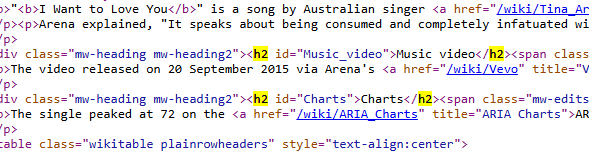 p>"<b>I Want to Love You</b>" is a song by Australian singer <a href="/wiki/Tina_Ar
/p><p>Arena explained, "It speaks about being consumed and completely infatuated wi
/p>
div class="mw-heading mw-heading2"><h2 id="Music_video">Music video</h2><span class
p>The video released on 20 September 2015 via Arena's <a href="/wiki/Vevo" title="V
/p>
div class="mw-heading mw-heading2"><h2 id="Charts">Charts</h2><span class="mw-edits
p>The single peaked at 72 on the <a href="/wiki/ARIA_Charts" title="ARIA Charts">AR
/p>
table class="wikitable plainrowheaders" style="text-align:center">